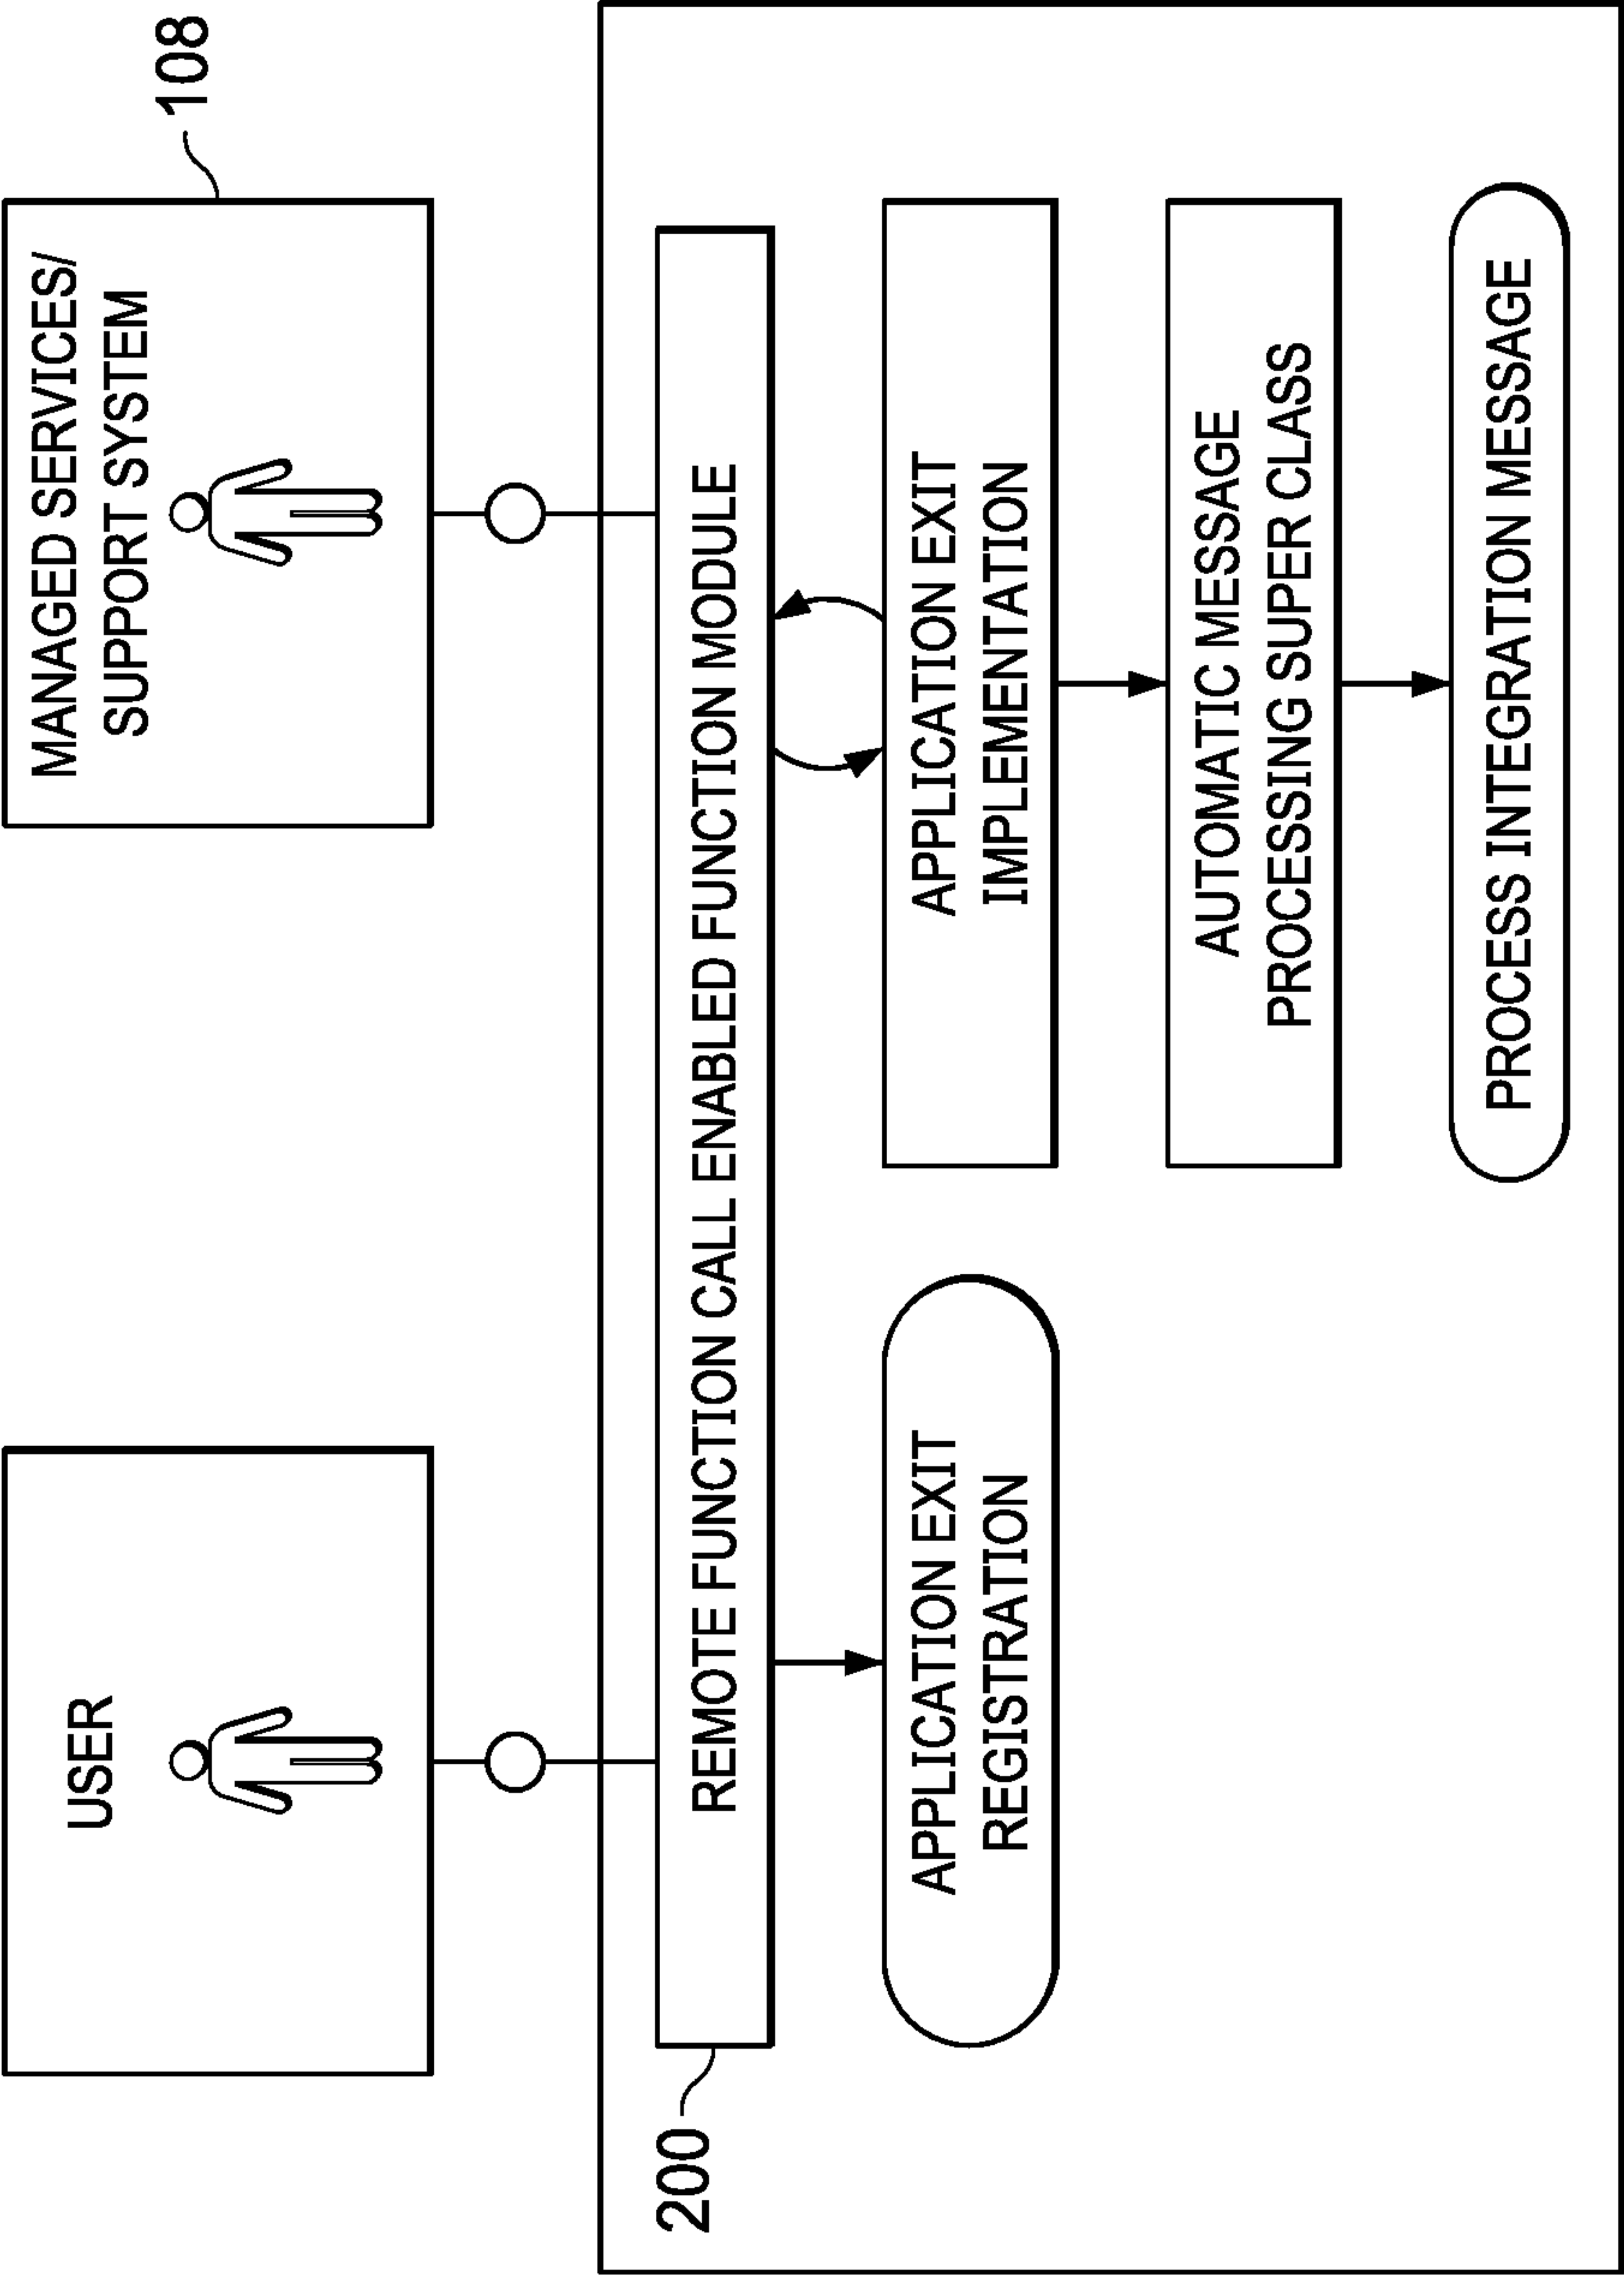 USER
MANAGED SERVICES/
SUPPORT SYSTEM
108
200
REMOTE FUNCTION CALL ENABLED FUNCTION MODULE
APPLICATION EXIT
REGISTRATION
APPLICATION EXIT
IMPLEMENTATION
AUTOMATIC MESSAGE
PROCESSING SUPER CLASS
PROCESS INTEGRATION MESSAGE